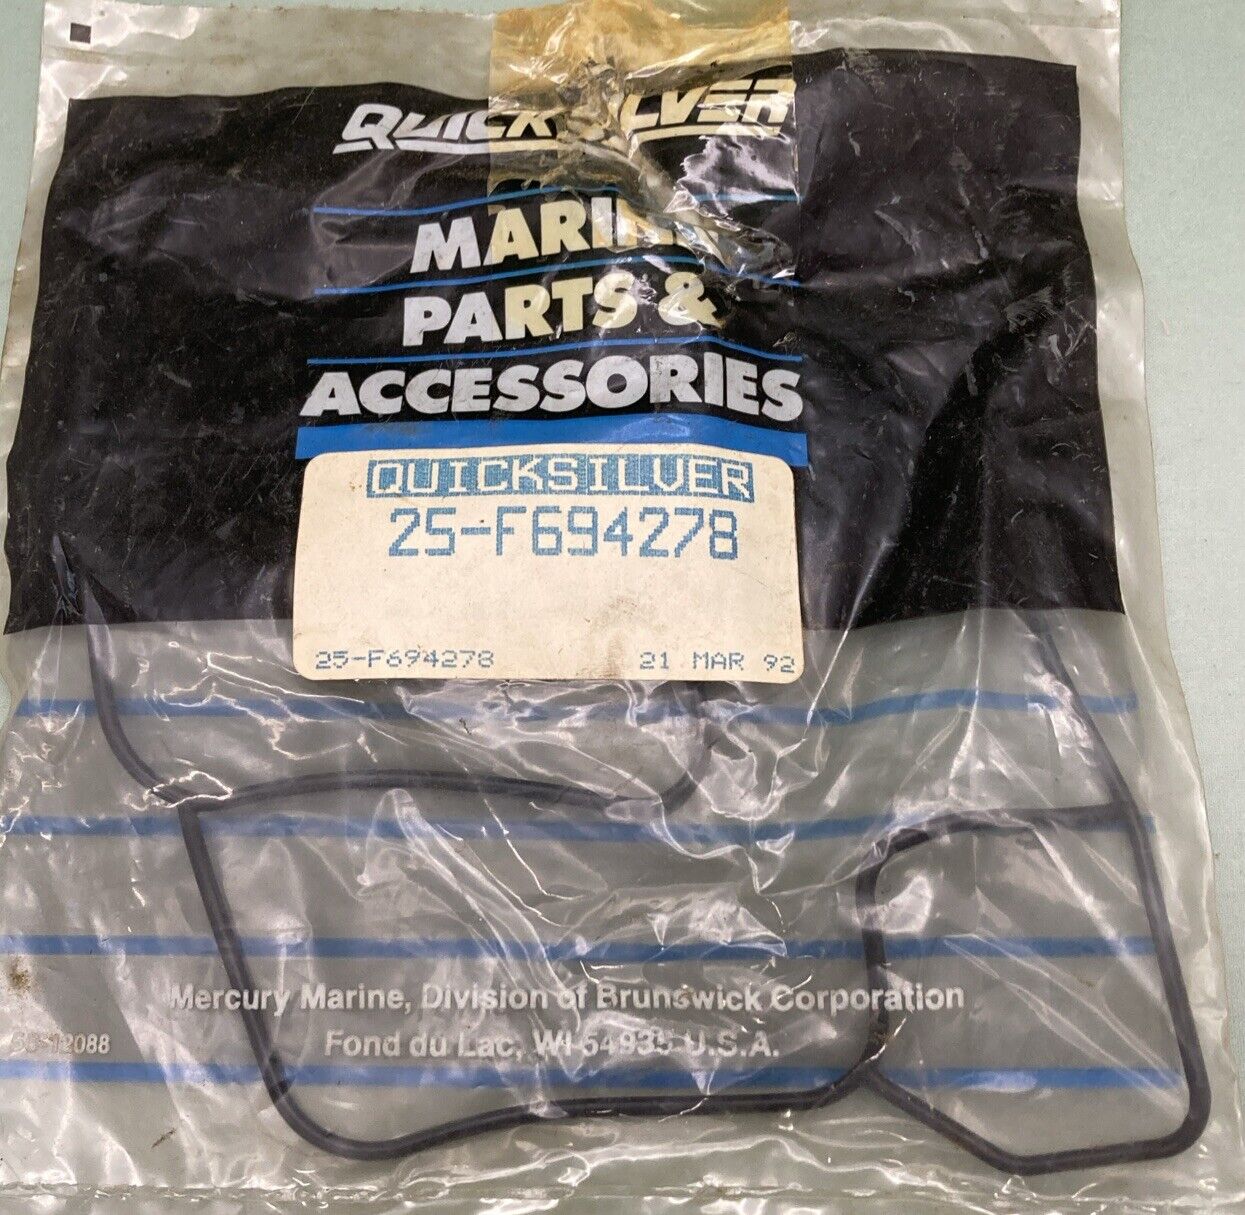 QUICKSILVER
MARINE
PARTS &
ACCESSORIES
QUICKSILVER
25-F694278
25-F694278 21 MAR 92
Mercury Marine, Division of Brunswick Corporation
12088 Fond du Lac, WI 54935 U.S.A.